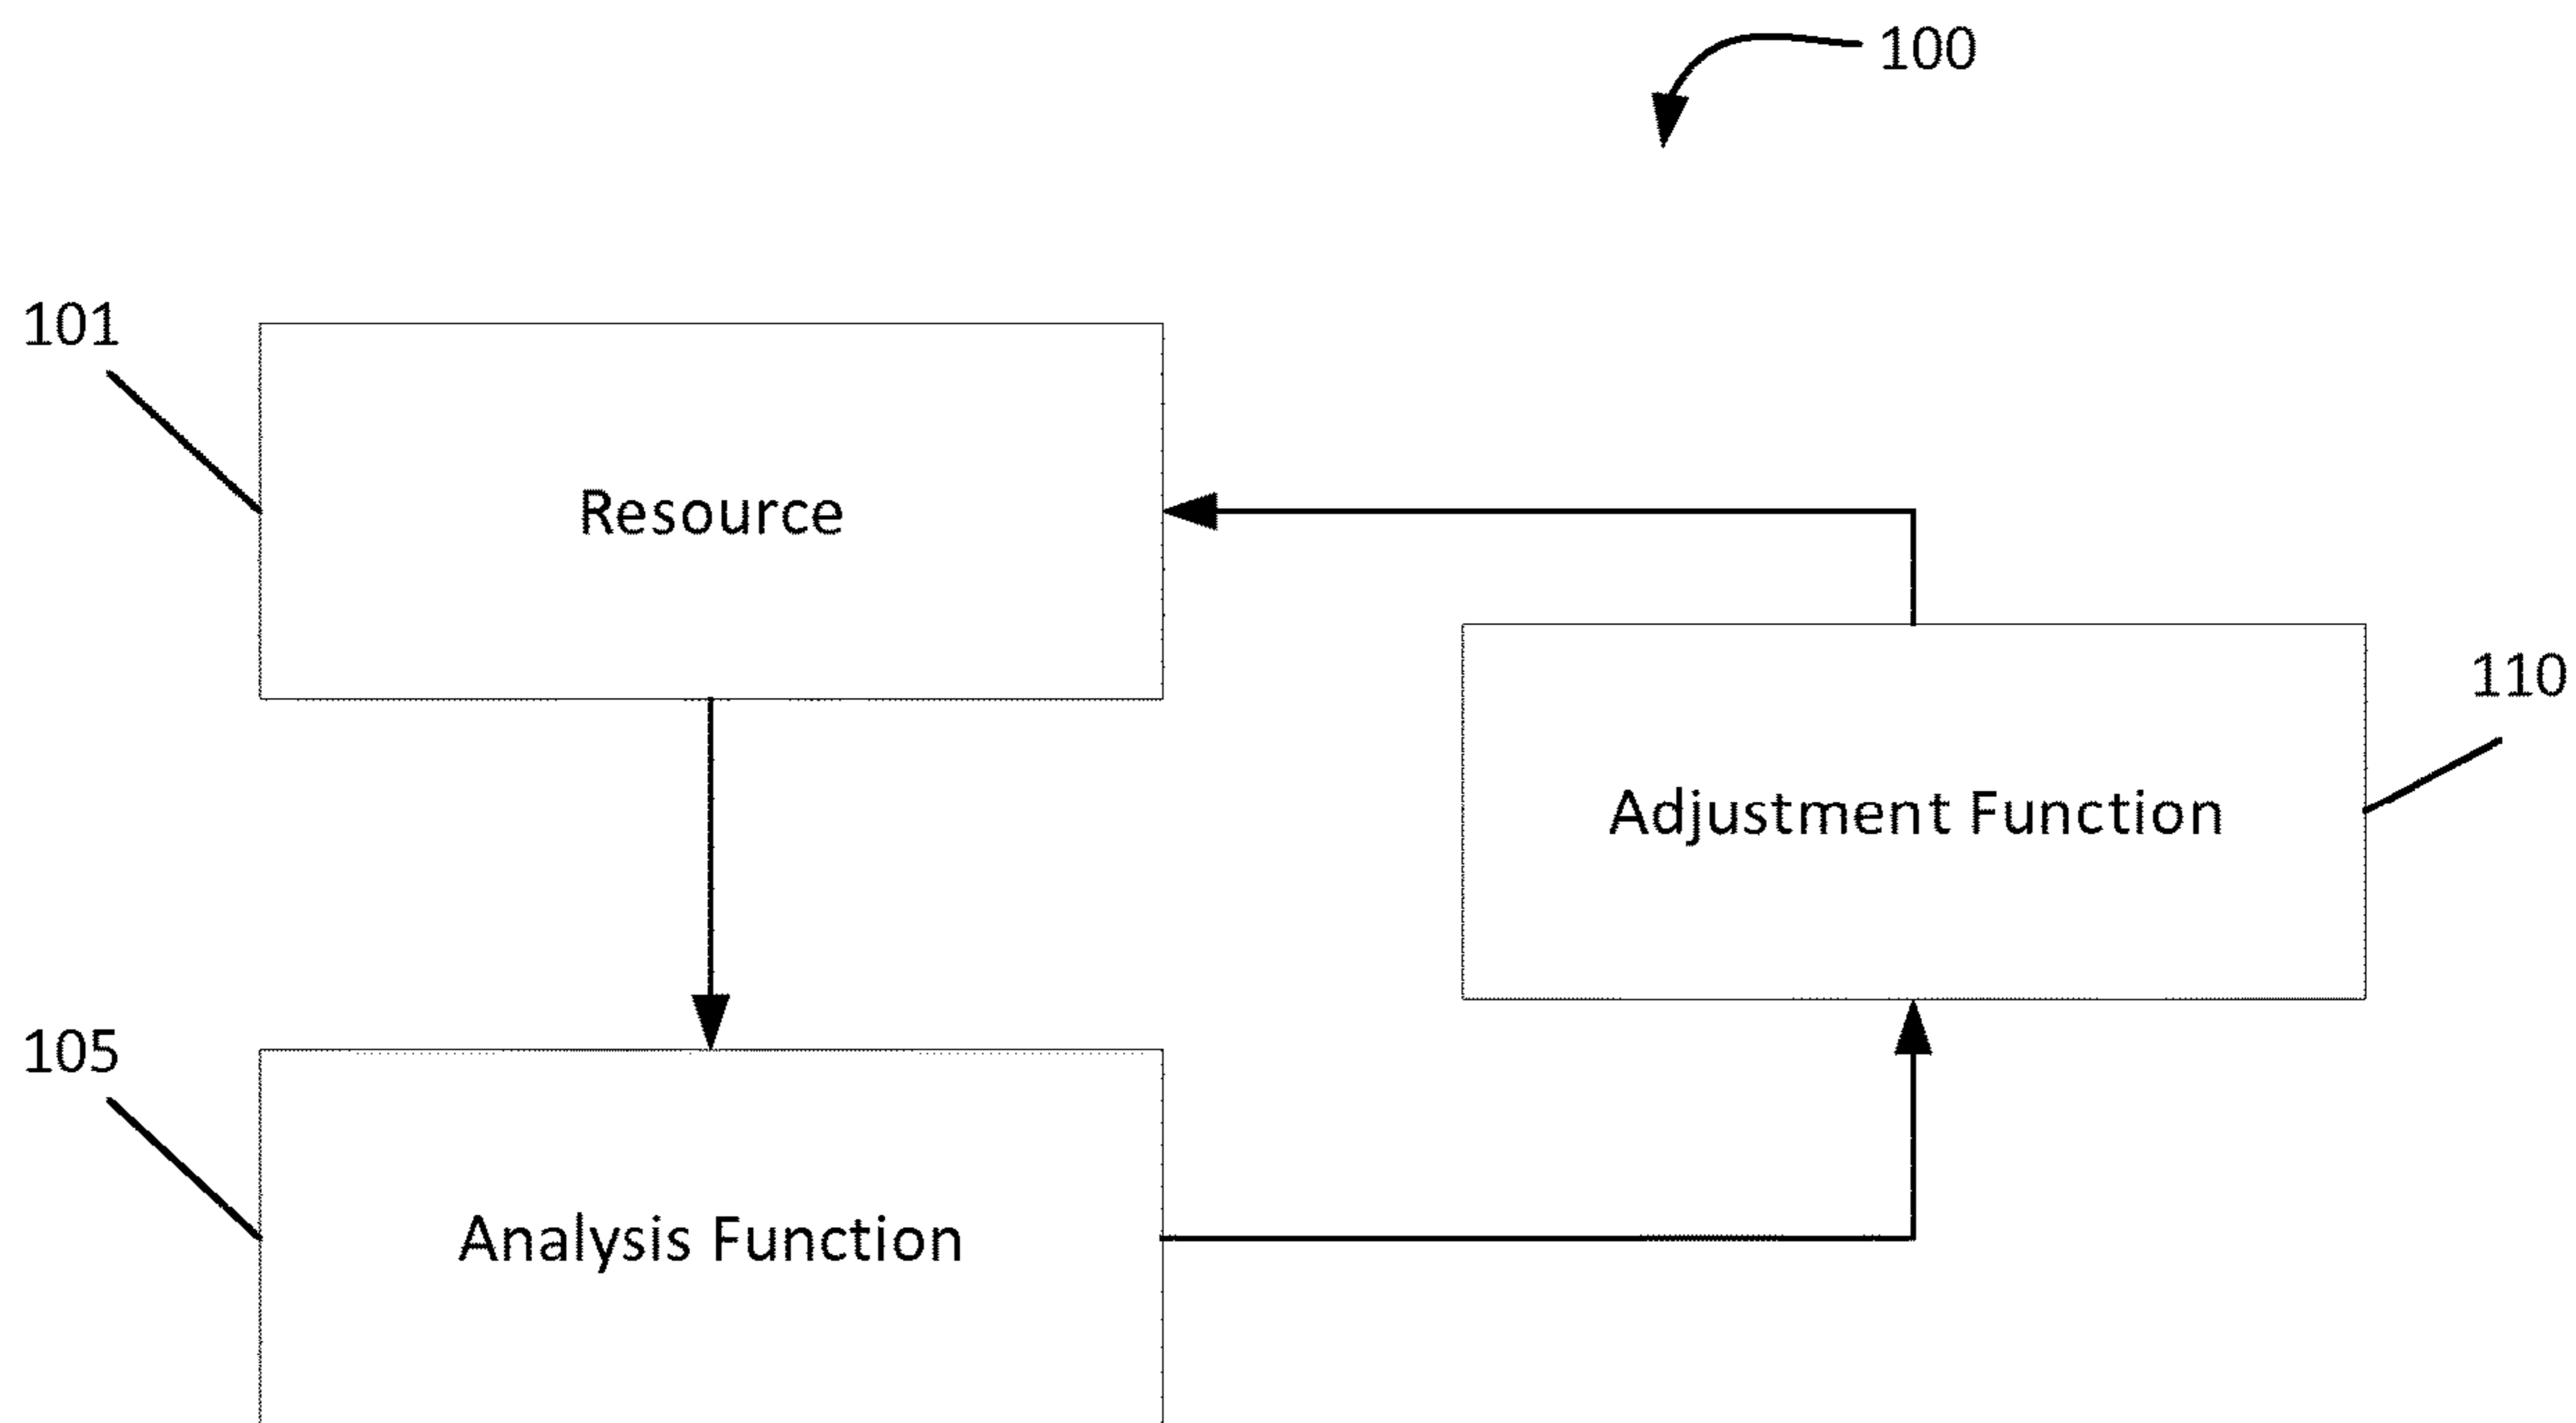 100
101
Resource
110
Adjustment Function
105
Analysis Function